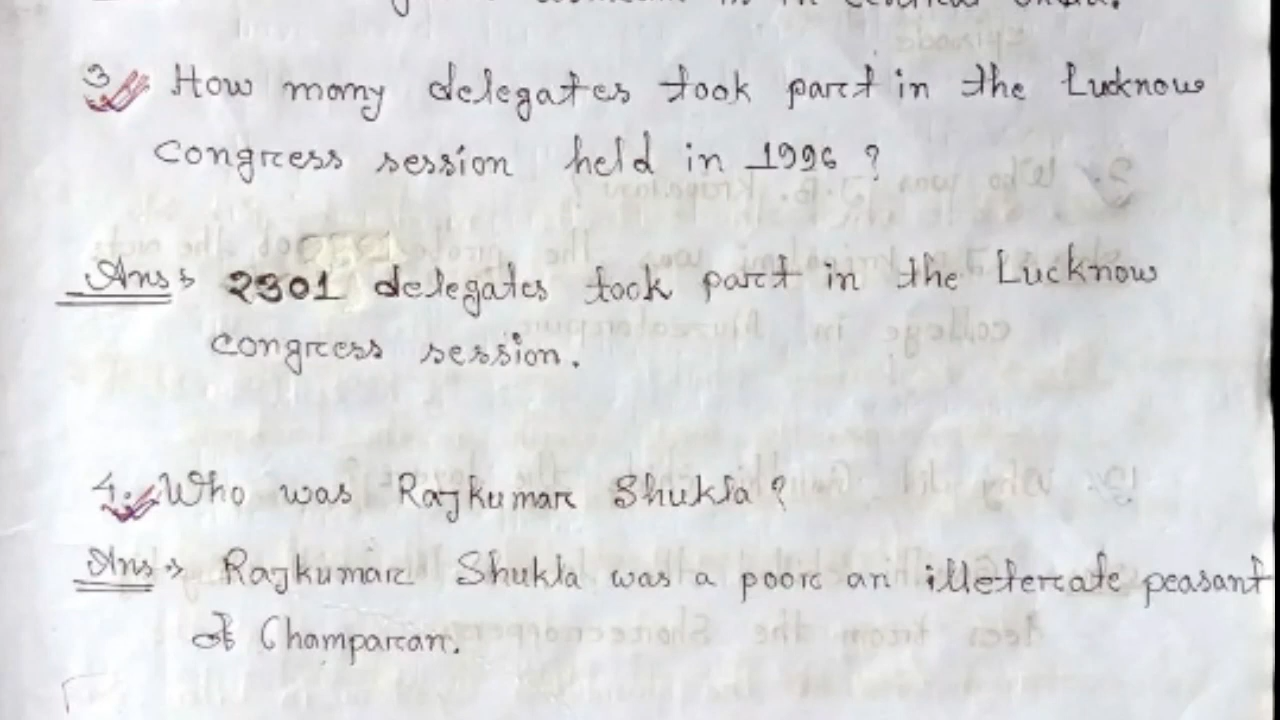 3. How many delegates took part in the Lucknow
Congress session held in 1996 ?
Ans→ 2301 delegates took part in the Lucknow
Congress session.
4. Who was Rajkumar Shukla ?
Ans→ Rajkumar Shukla was a poor an illetercate peasant
of Champaran.